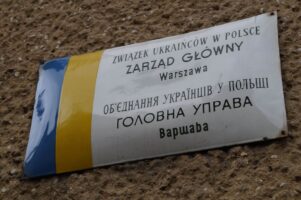 ZWIĄZEK UKRAIŃCÓW W POLSCE
ZARZĄD GŁÓWNY
Warszawa
ОБ'ЄДНАННЯ УКРАЇНЦІВ У ПОЛЬЩІ
ГОЛОВНА УПРАВА
Варшава